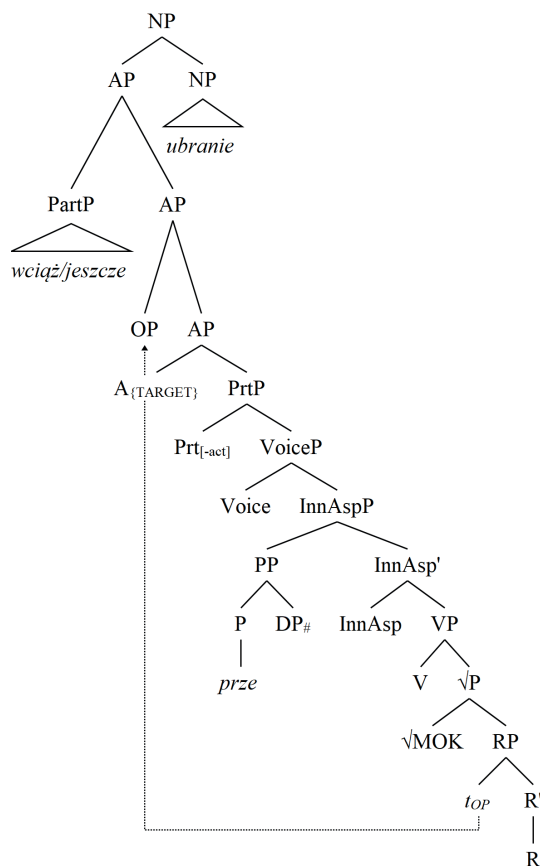 NP
AP NP
ubranie
PartP AP
wciąż/jeszcze
OP AP
A{TARGET} PrtP
Prt[-act] VoiceP
Voice InnAspP
PP InnAsp'
P DP# InnAsp VP
prze V √P
√MOK RP
tOP R'
R